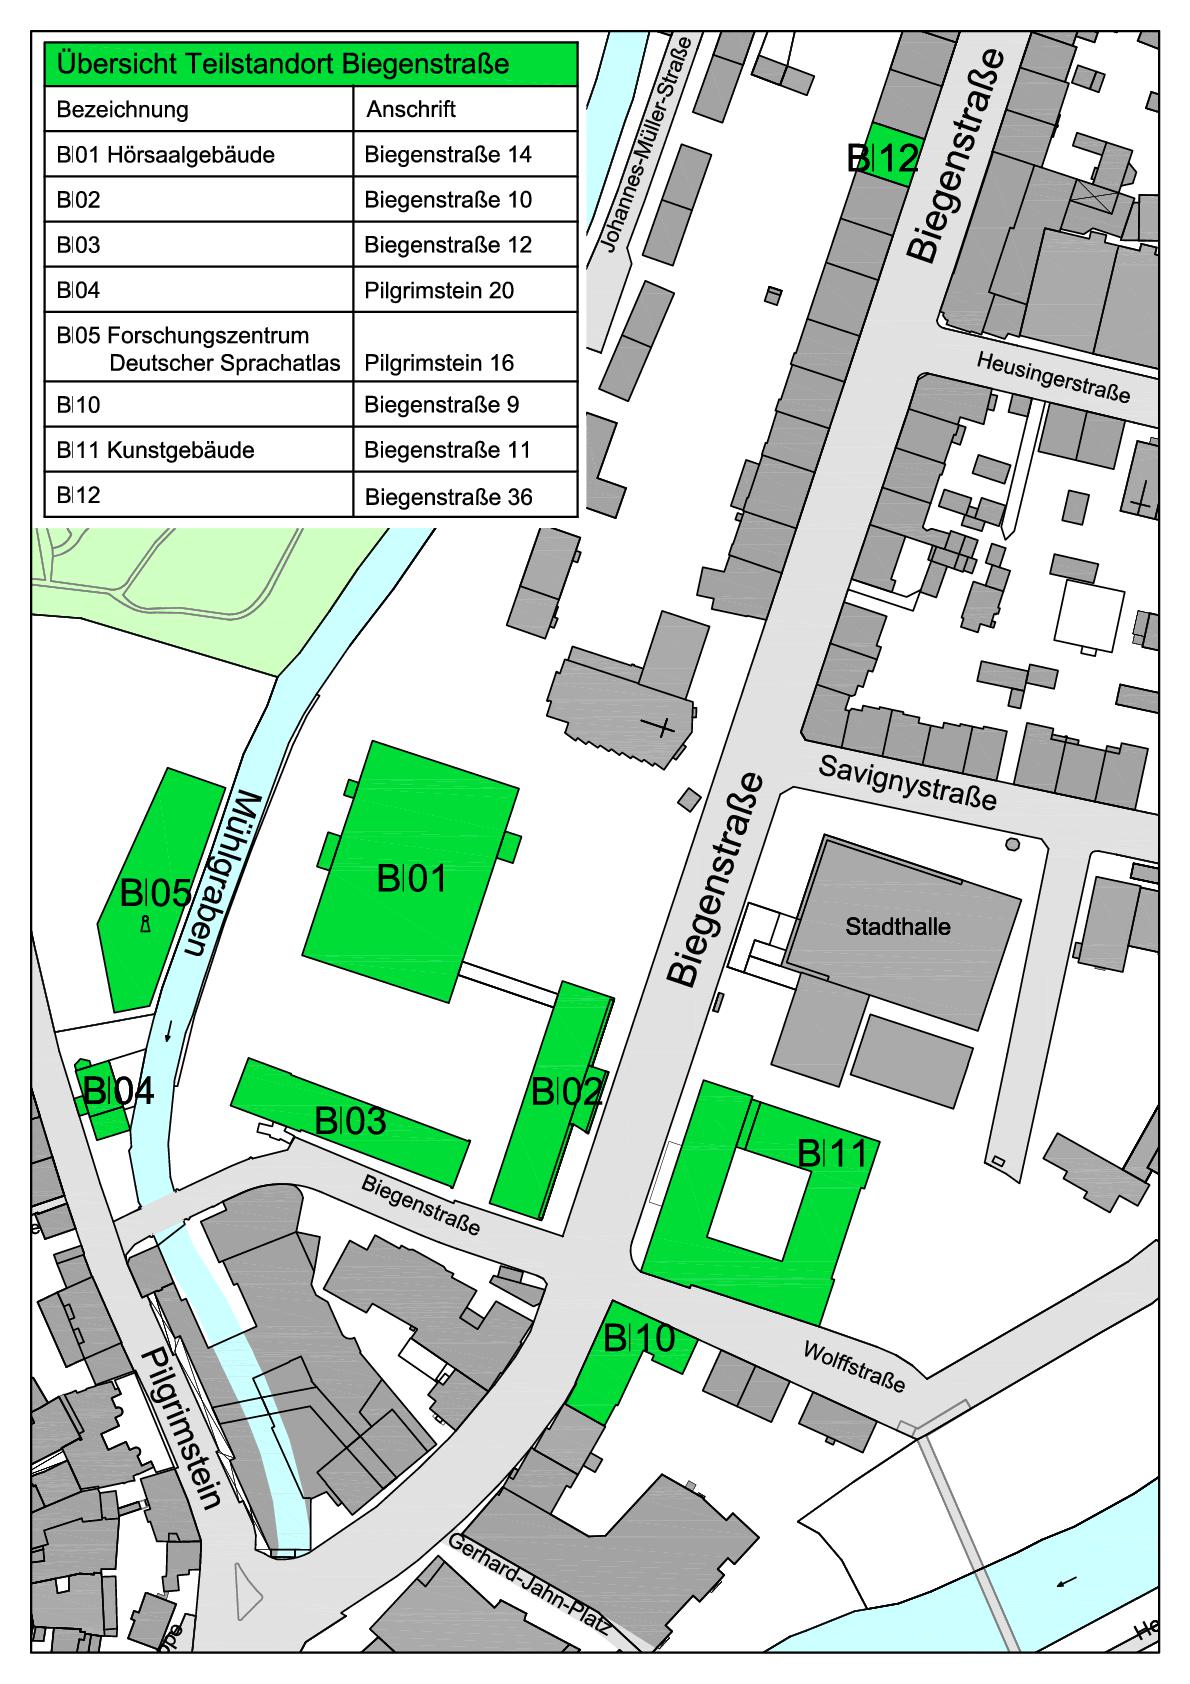 Übersicht Teilstandort Biegenstraße
Bezeichnung Anschrift
B|01 Hörsaalgebäude Biegenstraße 14
B|02 Biegenstraße 10
B|03 Biegenstraße 12
B|04 Pilgrimstein 20
B|05 Forschungszentrum
Deutscher Sprachatlas Pilgrimstein 16
B|10 Biegenstraße 9
B|11 Kunstgebäude Biegenstraße 11
B|12 Biegenstraße 36
Johannes-Müller-Straße
B|12
Biegenstraße
Heusingerstraße
Savignystraße
Mühlgraben
B|05
B|01
Biegenstraße
Stadthalle
B|04
B|03
B|02
B|11
Biegenstraße
B|10
Wolffstraße
Pilgrimstein
Gerhard-Jahn-Platz